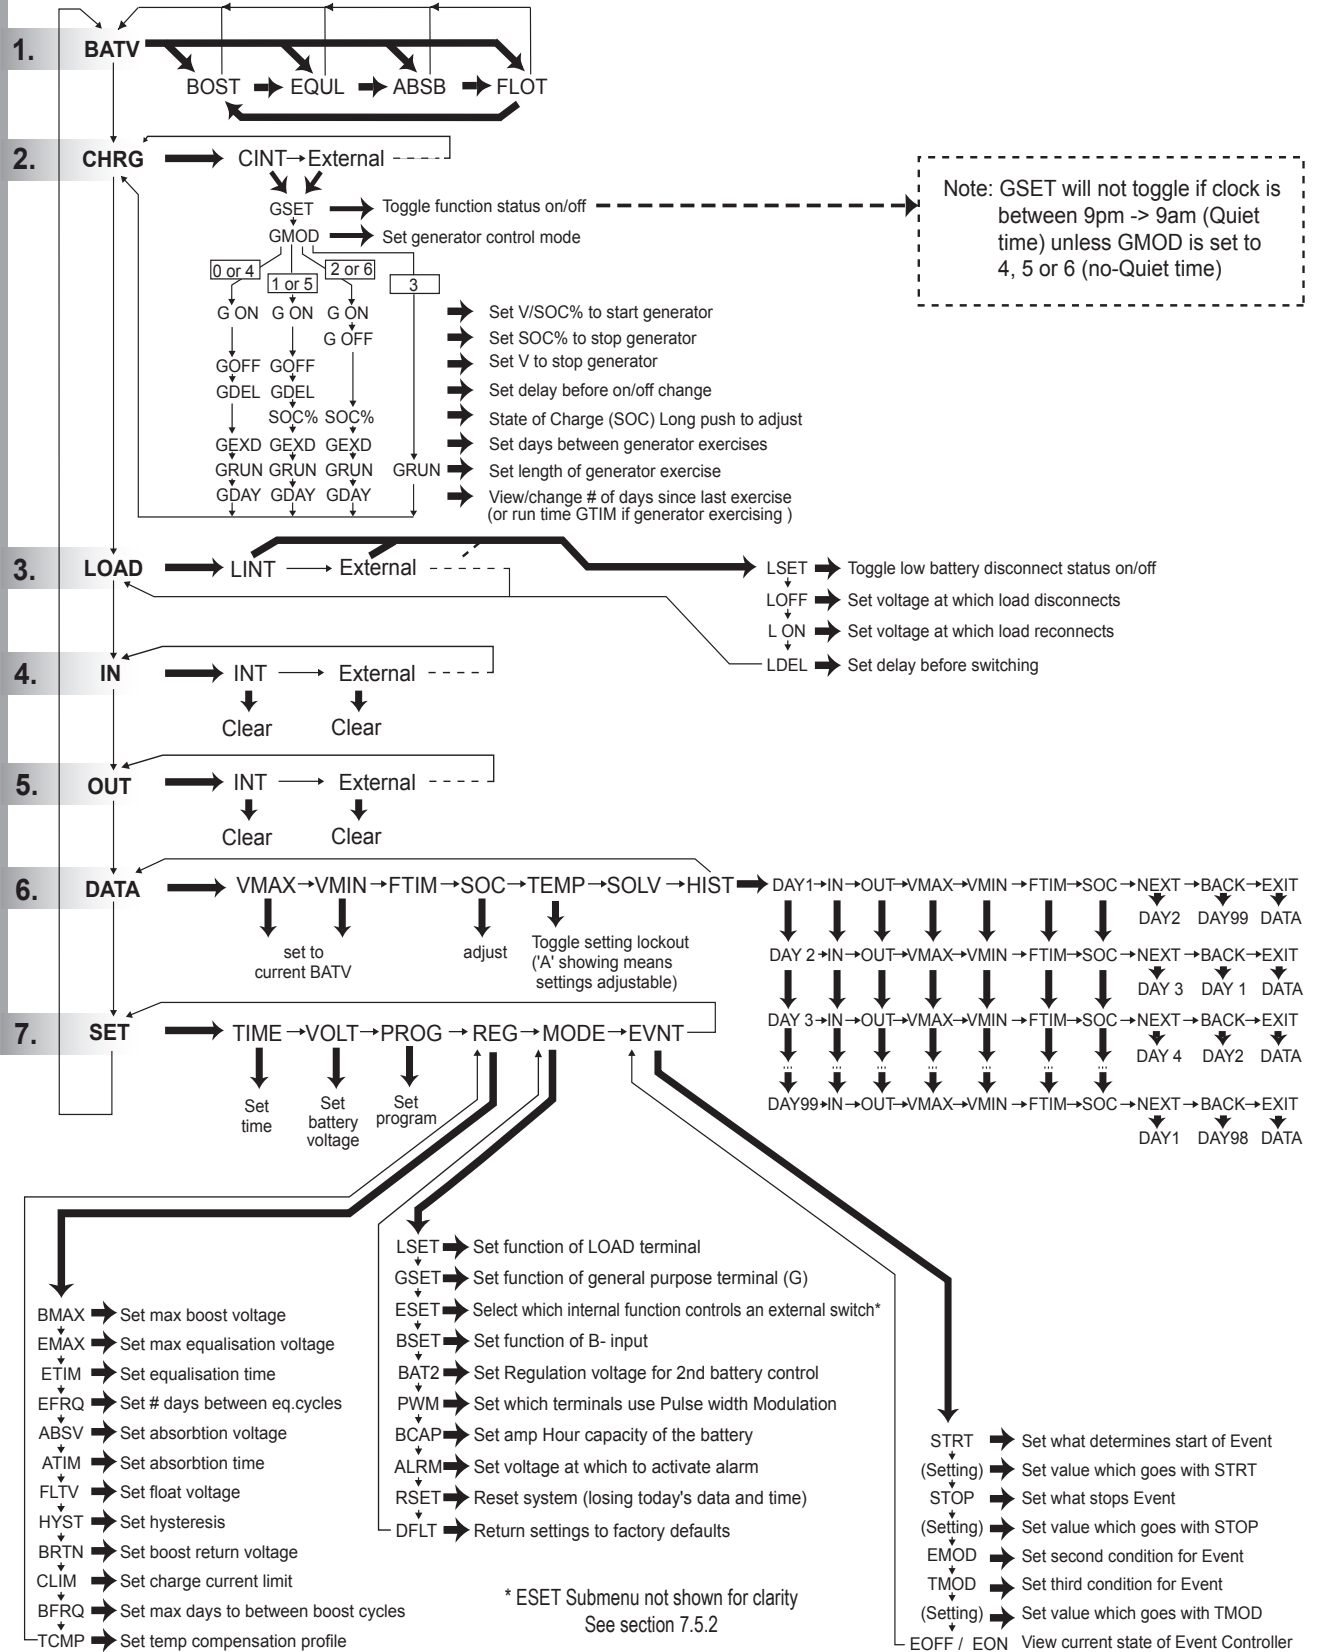 1. BATV
BOST EQUL ABSB FLOT
2. CHRG CINT External
GSET Toggle function status on/off
GMOD Set generator control mode
Note: GSET will not toggle if clock is
between 9pm -> 9am (Quiet
time) unless GMOD is set to
4, 5 or 6 (no-Quiet time)
0 or 4 1 or 5 2 or 6 3
G ON G ON G ON Set V/SOC% to start generator
G OFF Set SOC% to stop generator
GOFF GOFF Set V to stop generator
GDEL GDEL Set delay before on/off change
SOC% SOC% State of Charge (SOC) Long push to adjust
GEXD GEXD GEXD Set days between generator exercises
GRUN GRUN GRUN GRUN Set length of generator exercise
GDAY GDAY GDAY View/change # of days since last exercise
(or run time GTIM if generator exercising )
3. LOAD LINT External
LSET Toggle low battery disconnect status on/off
LOFF Set voltage at which load disconnects
L ON Set voltage at which load reconnects
LDEL Set delay before switching
4. IN INT External
Clear Clear
5. OUT INT External
Clear Clear
6. DATA VMAX VMIN FTIM SOC TEMP SOLV HIST
set to
current BATV
adjust
Toggle setting lockout
('A' showing means
settings adjustable)
DAY1 IN OUT VMAX VMIN FTIM SOC NEXT BACK EXIT
DAY2 DAY99 DATA
DAY 2 IN OUT VMAX VMIN FTIM SOC NEXT BACK EXIT
DAY 3 DAY 1 DATA
DAY 3 IN OUT VMAX VMIN FTIM SOC NEXT BACK EXIT
DAY 4 DAY2 DATA
... ... ... ... ... ... ...
DAY99 IN OUT VMAX VMIN FTIM SOC NEXT BACK EXIT
DAY1 DAY98 DATA
7. SET TIME VOLT PROG REG MODE EVNT
Set
time
Set
battery
voltage
Set
program
BMAX Set max boost voltage
EMAX Set max equalisation voltage
ETIM Set equalisation time
EFRQ Set # days between eq.cycles
ABSV Set absorbtion voltage
ATIM Set absorbtion time
FLTV Set float voltage
HYST Set hysteresis
BRTN Set boost return voltage
CLIM Set charge current limit
BFRQ Set max days to between boost cycles
TCMP Set temp compensation profile
LSET Set function of LOAD terminal
GSET Set function of general purpose terminal (G)
ESET Select which internal function controls an external switch*
BSET Set function of B- input
BAT2 Set Regulation voltage for 2nd battery control
PWM Set which terminals use Pulse width Modulation
BCAP Set amp Hour capacity of the battery
ALRM Set voltage at which to activate alarm
RSET Reset system (losing today's data and time)
DFLT Return settings to factory defaults
* ESET Submenu not shown for clarity
See section 7.5.2
STRT Set what determines start of Event
(Setting) Set value which goes with STRT
STOP Set what stops Event
(Setting) Set value which goes with STOP
EMOD Set second condition for Event
TMOD Set third condition for Event
(Setting) Set value which goes with TMOD
EOFF / EON View current state of Event Controller